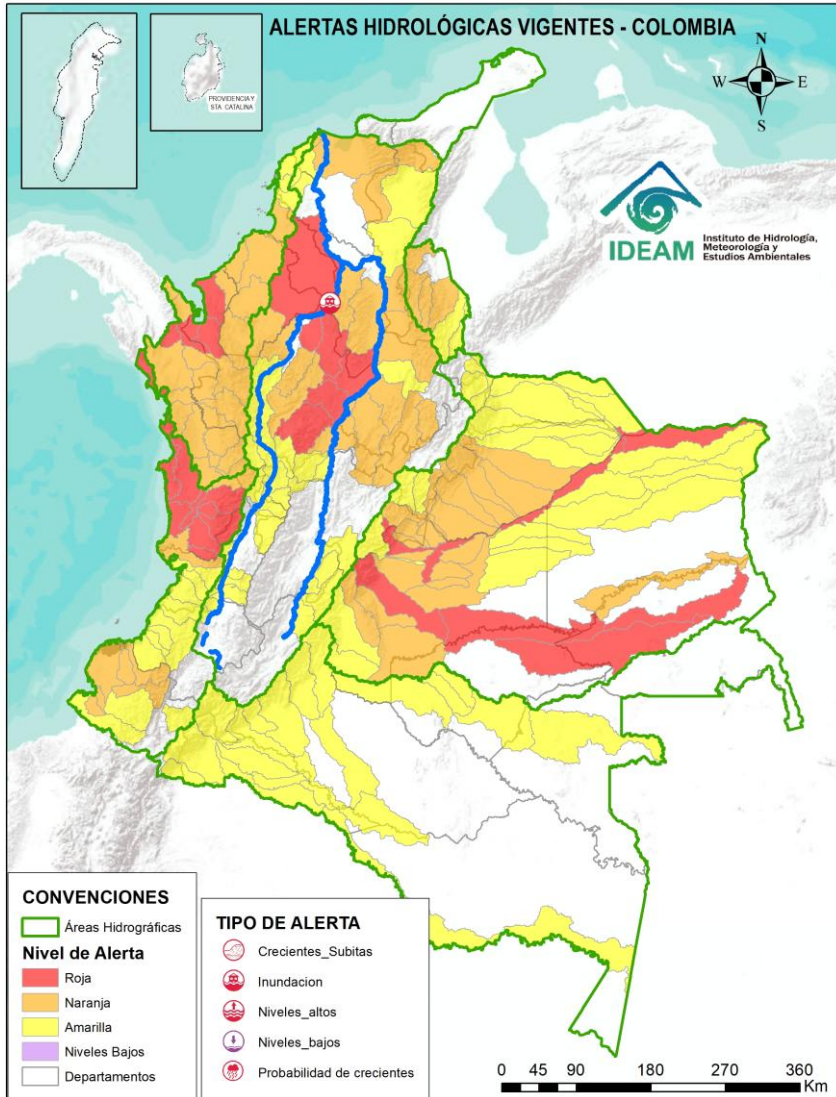 ALERTAS HIDROLÓGICAS VIGENTES - COLOMBIA
PROVIDENCIA Y
STA. CATALINA
N
W
E
S
IDEAM
Instituto de Hidrología,
Meteorología y
Estudios Ambientales
CONVENCIONES
Áreas Hidrográficas
Nivel de Alerta
Roja
Naranja
Amarilla
Niveles Bajos
Departamentos
TIPO DE ALERTA
Crecientes_Subitas
Inundacion
Niveles_altos
Niveles_bajos
Probabilidad de crecientes
0 45 90 180 270 360
Km